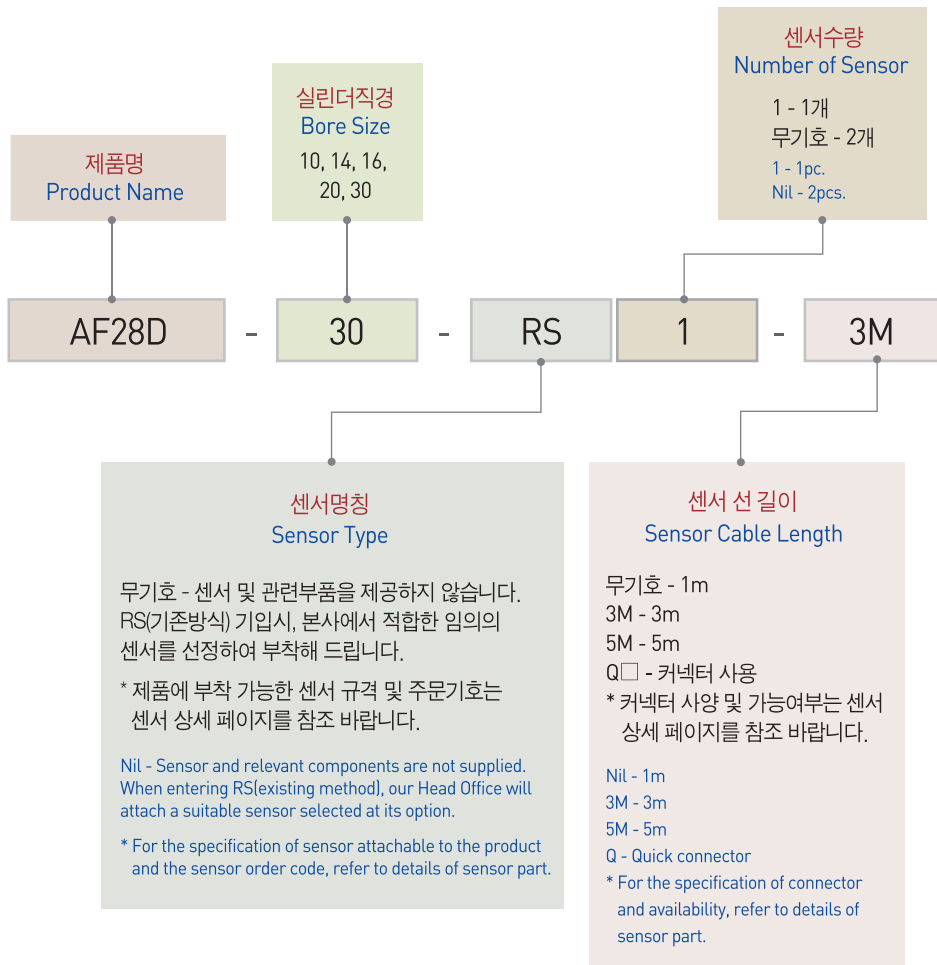 센서수량
Number of Sensor
1 - 1개
무기호 - 2개
1 - 1pc.
Nil - 2pcs.
실린더직경
Bore Size
10, 14, 16,
20, 30
제품명
Product Name
AF28D - 30 - RS 1 - 3M
센서명칭
Sensor Type
무기호 - 센서 및 관련부품을 제공하지 않습니다.
RS(기존방식) 기입시, 본사에서 적합한 임의의
센서를 선정하여 부착해 드립니다.
* 제품에 부착 가능한 센서 규격 및 주문기호는
센서 상세 페이지를 참조 바랍니다.
Nil - Sensor and relevant components are not supplied.
When entering RS(existing method), our Head Office will
attach a suitable sensor selected at its option.
* For the specification of sensor attachable to the product
and the sensor order code, refer to details of sensor part.
센서 선 길이
Sensor Cable Length
무기호 - 1m
3M - 3m
5M - 5m
Q□ - 커넥터 사용
* 커넥터 사양 및 가능여부는 센서
상세 페이지를 참조 바랍니다.
Nil - 1m
3M - 3m
5M - 5m
Q - Quick connector
* For the specification of connector
and availability, refer to details of
sensor part.